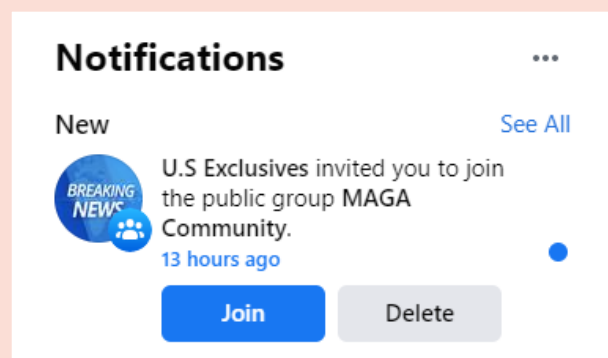 Notifications
New
See All
BREAKING
NEWS
U.S Exclusives invited you to join
the public group MAGA
Community.
13 hours ago
Join
Delete